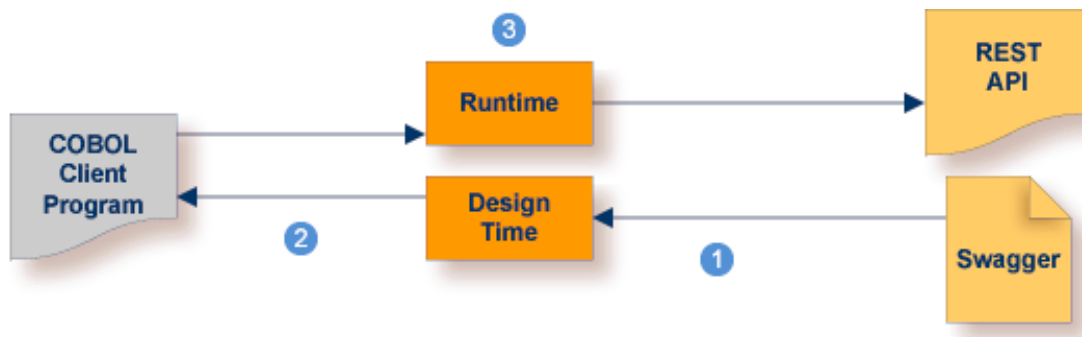 3
Runtime
REST
API
COBOL
Client
Program
Design
Time
Swagger
2
1